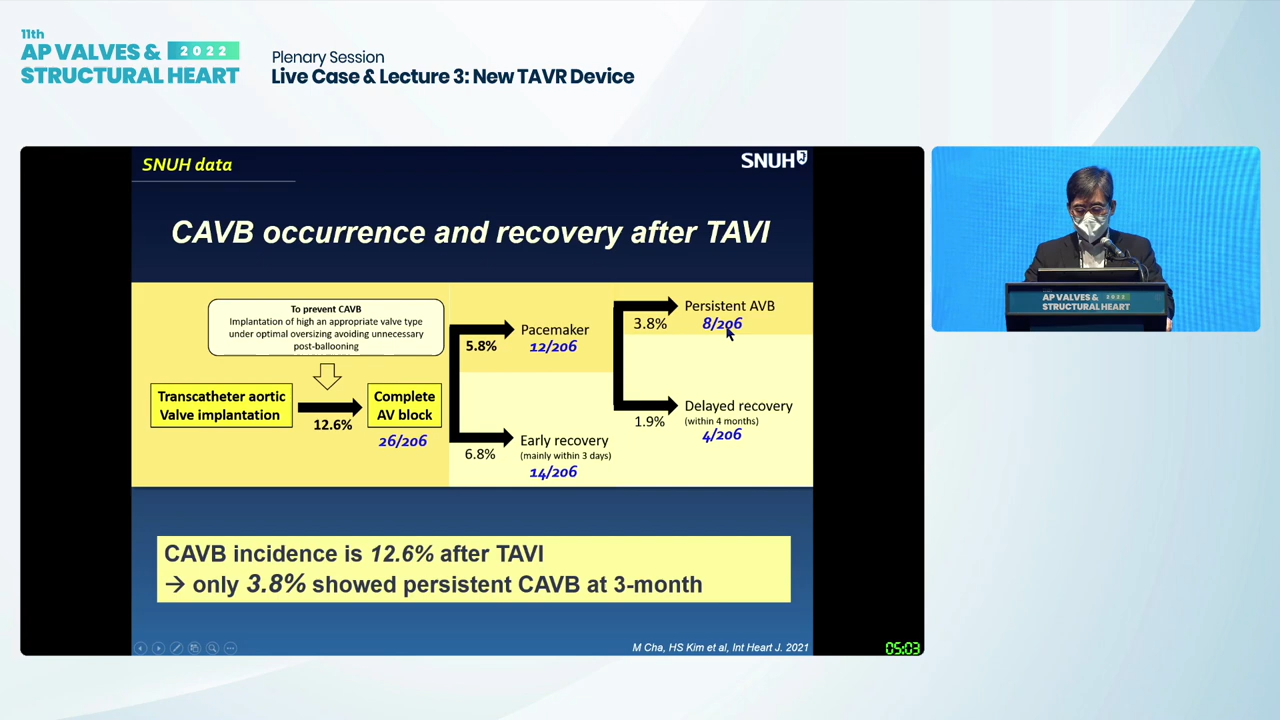 11th
AP VALVES & 2022
STRUCTURAL HEART
Plenary Session
Live Case & Lecture 3: New TAVR Device
SNUH data
SNUH
CAVB occurrence and recovery after TAVI
To prevent CAVB
Implantation of high an appropriate valve type
under optimal oversizing avoiding unnecessary
post-ballooning
Transcatheter aortic
Valve implantation
12.6%
Complete
AV block
26/206
5.8%
Pacemaker
12/206
6.8%
Early recovery
(mainly within 3 days)
14/206
3.8%
Persistent AVB
8/206
1.9%
Delayed recovery
(within 4 months)
4/206
CAVB incidence is 12.6% after TAVI
→ only 3.8% showed persistent CAVB at 3-month
M Cha, HS Kim et al, Int Heart J. 2021
05:03
AP VALVES & 2022
STRUCTURAL HEART